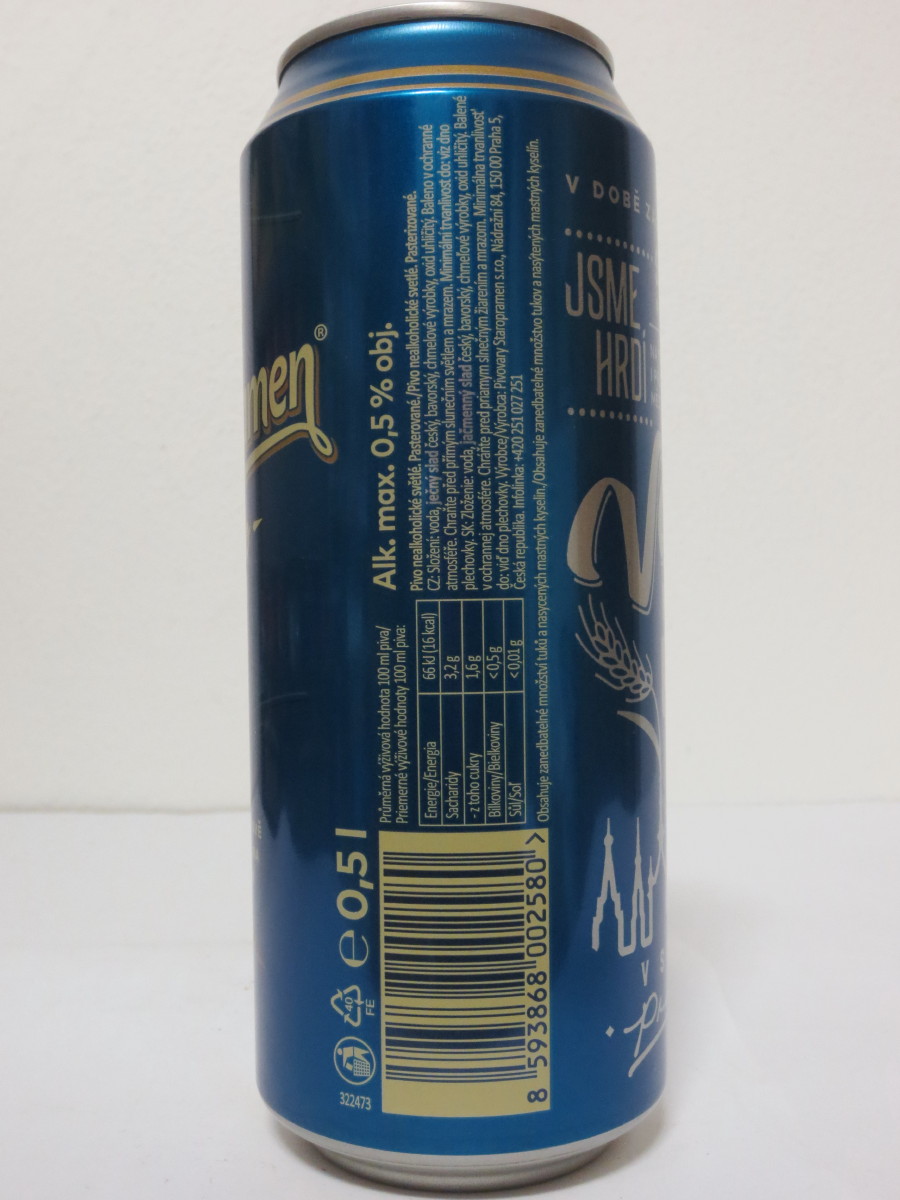 men®
Alk. max. 0,5 % obj.
Pivo nealkoholické světlé. Pasterované./Pivo nealkoholické svetlé. Pasterizované.
CZ: Složení: voda, ječný slad český, bavorský, chmelové výrobky, oxid uhličitý. Baleno v ochranné
atmosféře. Chraňte před přímým slunečním světlem a mrazem. Minimální trvanlivost do: viz dno
plechovky. SK: Zloženie: voda, jačmenný slad český, bavorský, chmeľové výrobky, oxid uhličitý. Balené
v ochrannej atmosfére. Chráňte pred priamym slnečným žiarením a mrazom. Minimálna trvanlivosť
do: viď dno plechovky. Výrobce/Výrobca: Pivovary Staropramen s.r.o., Nádražní 84, 150 00 Praha 5,
Česká republika. Infolinka: +420 251 027 251
Průměrná výživová hodnota 100 ml piva/
Priemerné výživové hodnoty 100 ml piva:
Energie/Energia 66 kJ (16 kcal)
Sacharidy 3,2 g
- z toho cukry 1,6 g
Bílkoviny/Bielkoviny <0,5 g
Sůl/Soľ <0,01 g
Obsahuje zanedbatelné množství tuků a nasycených mastných kyselin./Obsahuje zanedbateľné množstvo tukov a nasýtených mastných kyselín.
e 0,5 l
40
FE
322473
8 593868 002580 >
V DOBĚ
JSME
HRDÍ
V